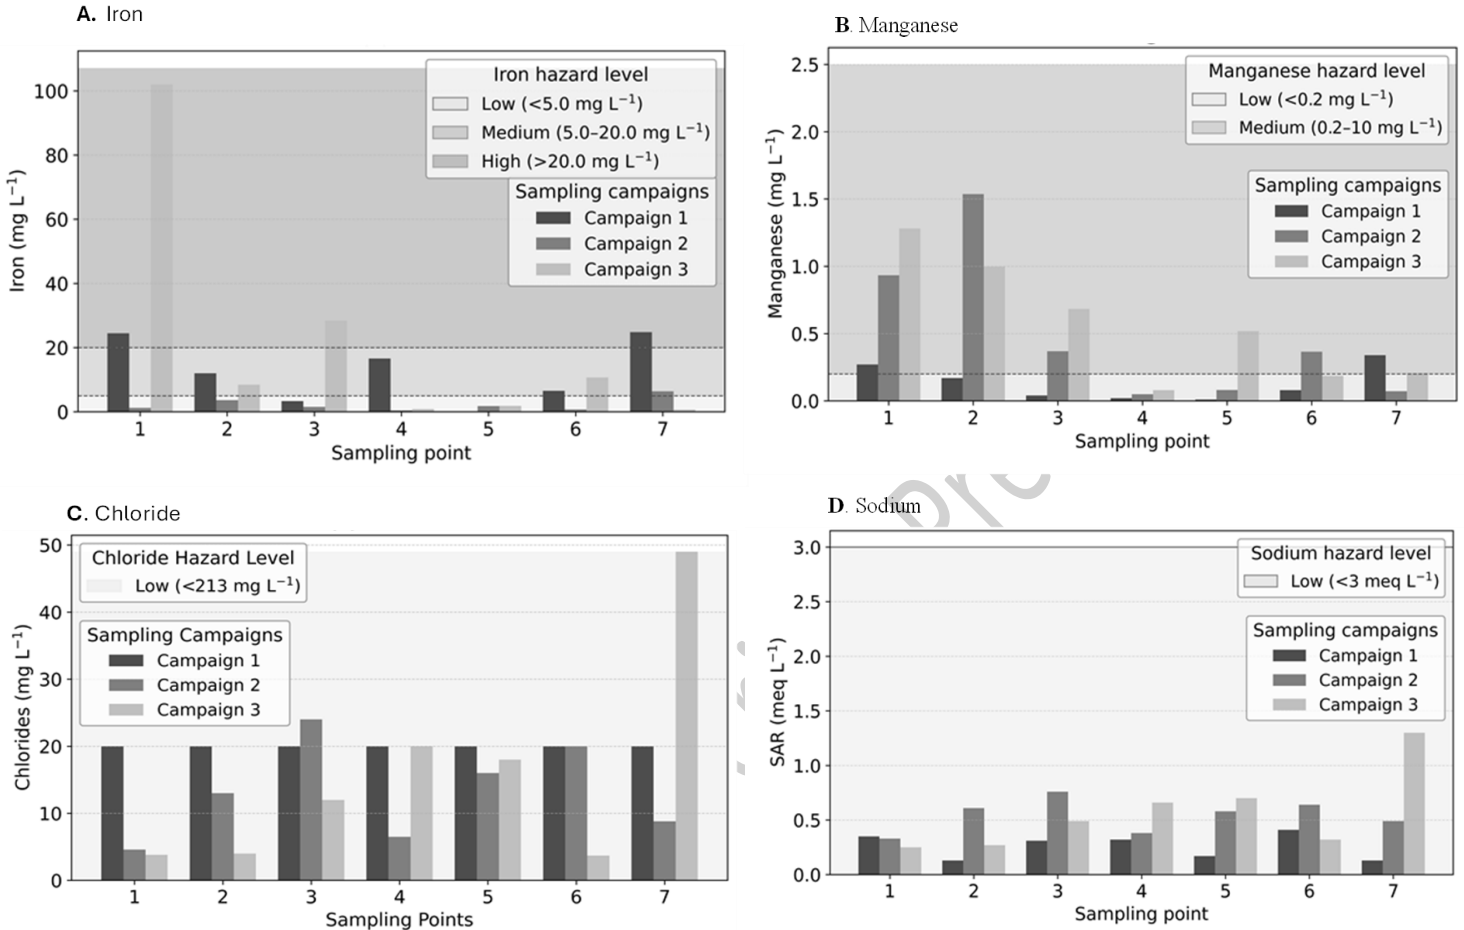 A. Iron
Iron (mg L⁻¹)
100
80
60
40
20
0
Iron hazard level
Low (<5.0 mg L⁻¹)
Medium (5.0–20.0 mg L⁻¹)
High (>20.0 mg L⁻¹)
Sampling campaigns
Campaign 1
Campaign 2
Campaign 3
1 2 3 4 5 6 7
Sampling point
B. Manganese
Manganese (mg L⁻¹)
2.5
2.0
1.5
1.0
0.5
0.0
Manganese hazard level
Low (<0.2 mg L⁻¹)
Medium (0.2–10 mg L⁻¹)
Sampling campaigns
Campaign 1
Campaign 2
Campaign 3
1 2 3 4 5 6 7
Sampling point
C. Chloride
Chlorides (mg L⁻¹)
50
40
30
20
10
0
Chloride Hazard Level
Low (<213 mg L⁻¹)
Sampling Campaigns
Campaign 1
Campaign 2
Campaign 3
1 2 3 4 5 6 7
Sampling Points
D. Sodium
SAR (meq L⁻¹)
3.0
2.5
2.0
1.5
1.0
0.5
0.0
Sodium hazard level
Low (<3 meq L⁻¹)
Sampling campaigns
Campaign 1
Campaign 2
Campaign 3
1 2 3 4 5 6 7
Sampling point